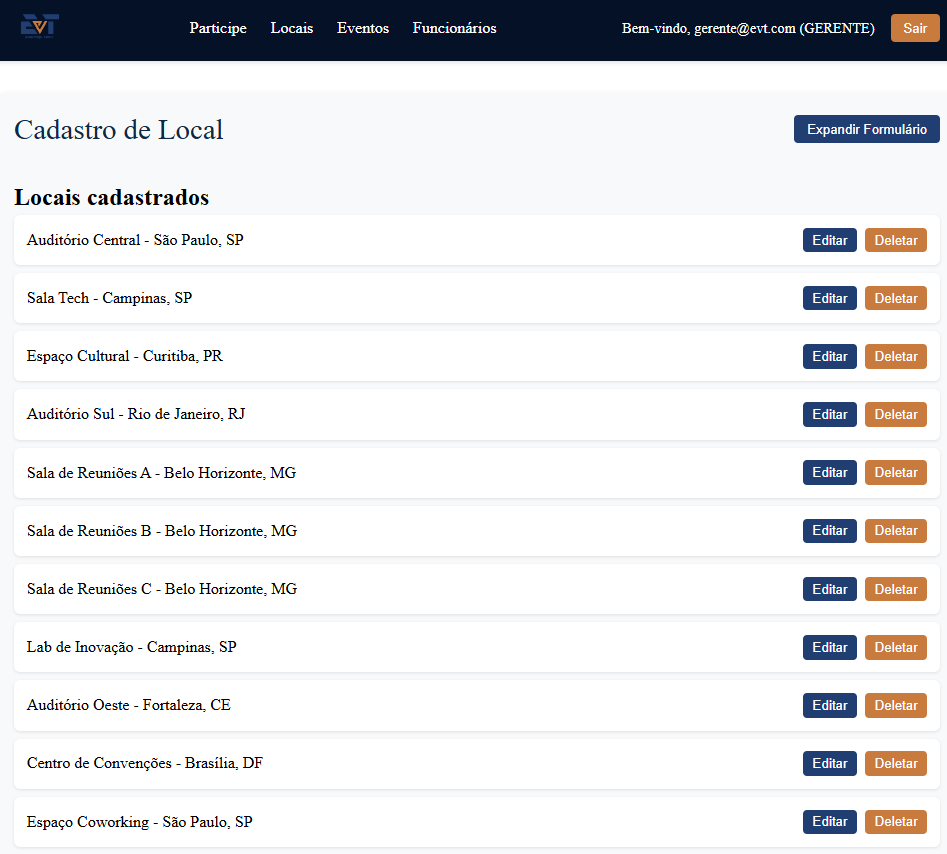 EVT
Participe Locais Eventos Funcionários Bem-vindo, gerente@evt.com (GERENTE) Sair
Cadastro de Local Expandir Formulário
Locais cadastrados
Auditório Central - São Paulo, SP Editar Deletar
Sala Tech - Campinas, SP Editar Deletar
Espaço Cultural - Curitiba, PR Editar Deletar
Auditório Sul - Rio de Janeiro, RJ Editar Deletar
Sala de Reuniões A - Belo Horizonte, MG Editar Deletar
Sala de Reuniões B - Belo Horizonte, MG Editar Deletar
Sala de Reuniões C - Belo Horizonte, MG Editar Deletar
Lab de Inovação - Campinas, SP Editar Deletar
Auditório Oeste - Fortaleza, CE Editar Deletar
Centro de Convenções - Brasília, DF Editar Deletar
Espaço Coworking - São Paulo, SP Editar Deletar